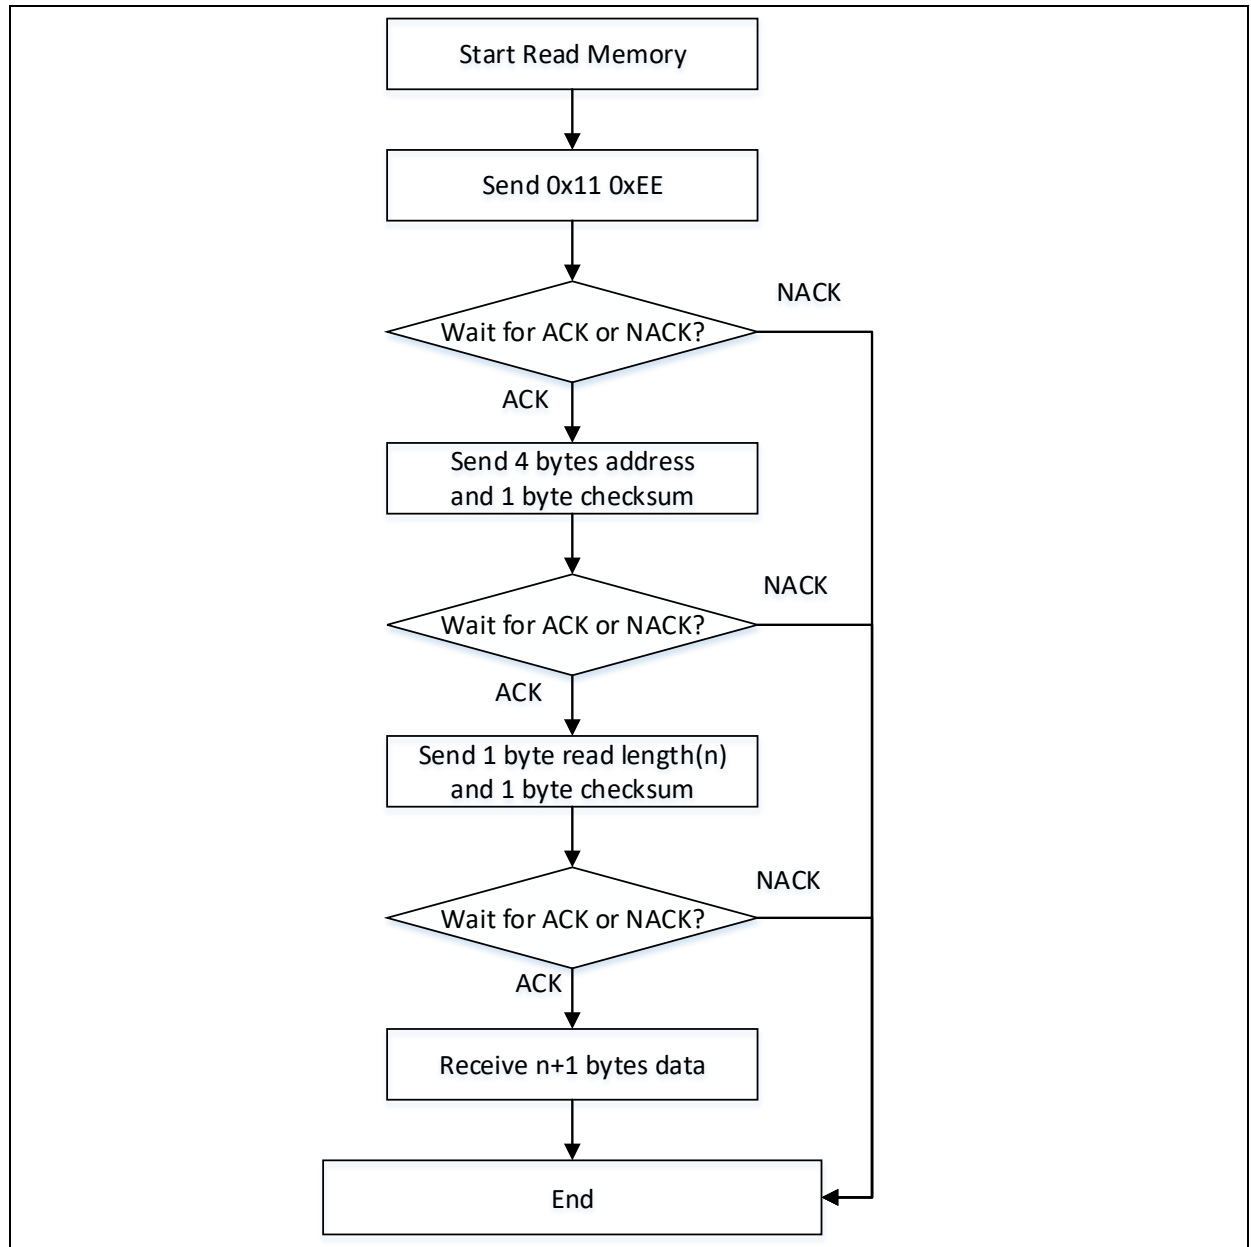 Start Read Memory
Send 0x11 0xEE
Wait for ACK or NACK?
NACK
ACK
Send 4 bytes address
and 1 byte checksum
Wait for ACK or NACK?
NACK
ACK
Send 1 byte read length(n)
and 1 byte checksum
Wait for ACK or NACK?
NACK
ACK
Receive n+1 bytes data
End